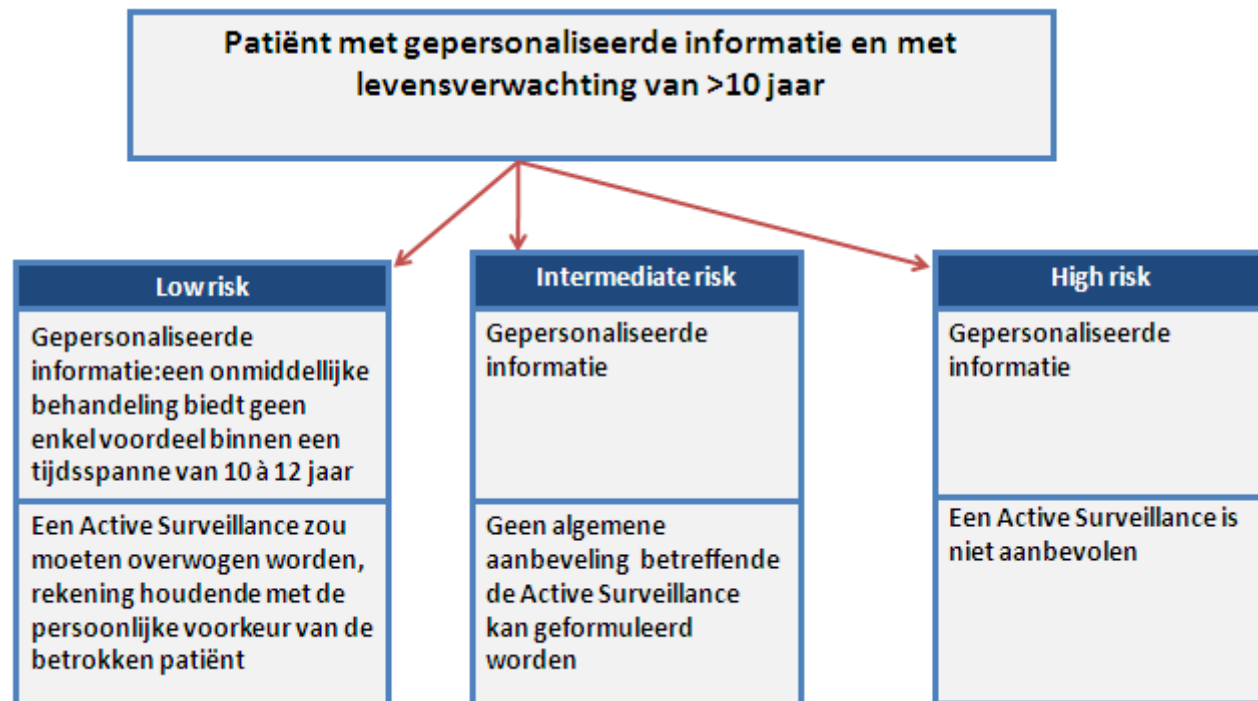 Patiënt met gepersonaliseerde informatie en met
levensverwachting van >10 jaar
Low risk
Gepersonaliseerde
informatie:een onmiddellijke
behandeling biedt geen
enkel voordeel binnen een
tijdsspanne van 10 à 12 jaar
Een Active Surveillance zou
moeten overwogen worden,
rekening houdende met de
persoonlijke voorkeur van de
betrokken patiënt
Intermediate risk
Gepersonaliseerde
informatie
Geen algemene
aanbeveling betreffende
de Active Surveillance
kan geformuleerd
worden
High risk
Gepersonaliseerde
informatie
Een Active Surveillance is
niet aanbevolen